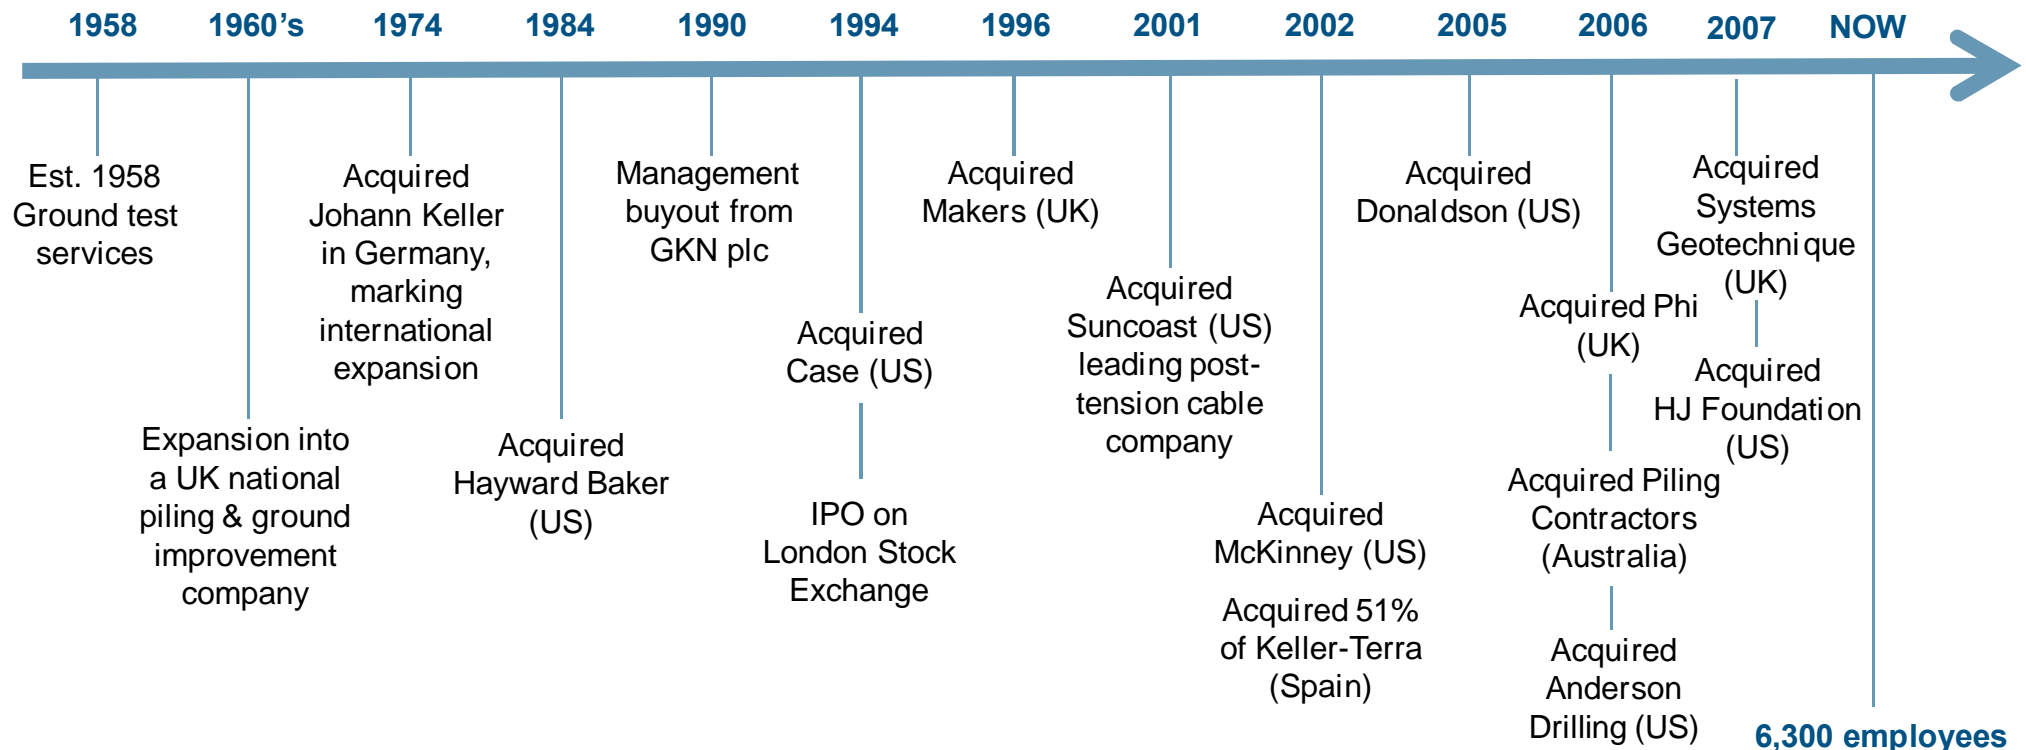 1958
1960's
1974
1984
1990
1994
1996
2001
2002
2005
2006
2007
NOW
Est. 1958
Ground test
services
Expansion into
a UK national
piling & ground
improvement
company
Acquired
Johann Keller
in Germany,
marking
international
expansion
Acquired
Hayward Baker
(US)
Management
buyout from
GKN plc
Acquired
Case (US)
IPO on
London Stock
Exchange
Acquired
Makers (UK)
Acquired
Suncoast (US)
leading post-
tension cable
company
Acquired
McKinney (US)
Acquired 51%
of Keller-Terra
(Spain)
Acquired
Donaldson (US)
Acquired Phi
(UK)
Acquired Piling
Contractors
(Australia)
Acquired
Anderson
Drilling (US)
Acquired
Systems
Geotechnique
(UK)
Acquired
HJ Foundation
(US)
6,300 employees